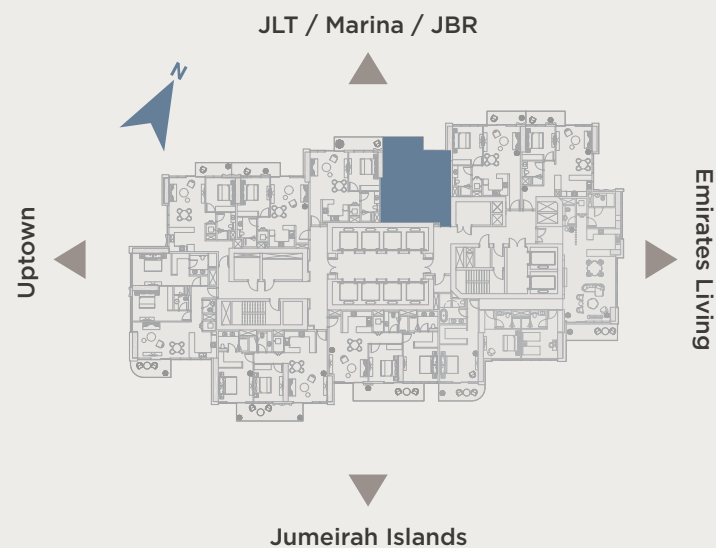 JLT / Marina / JBR
N
Uptown
Emirates Living
Jumeirah Islands